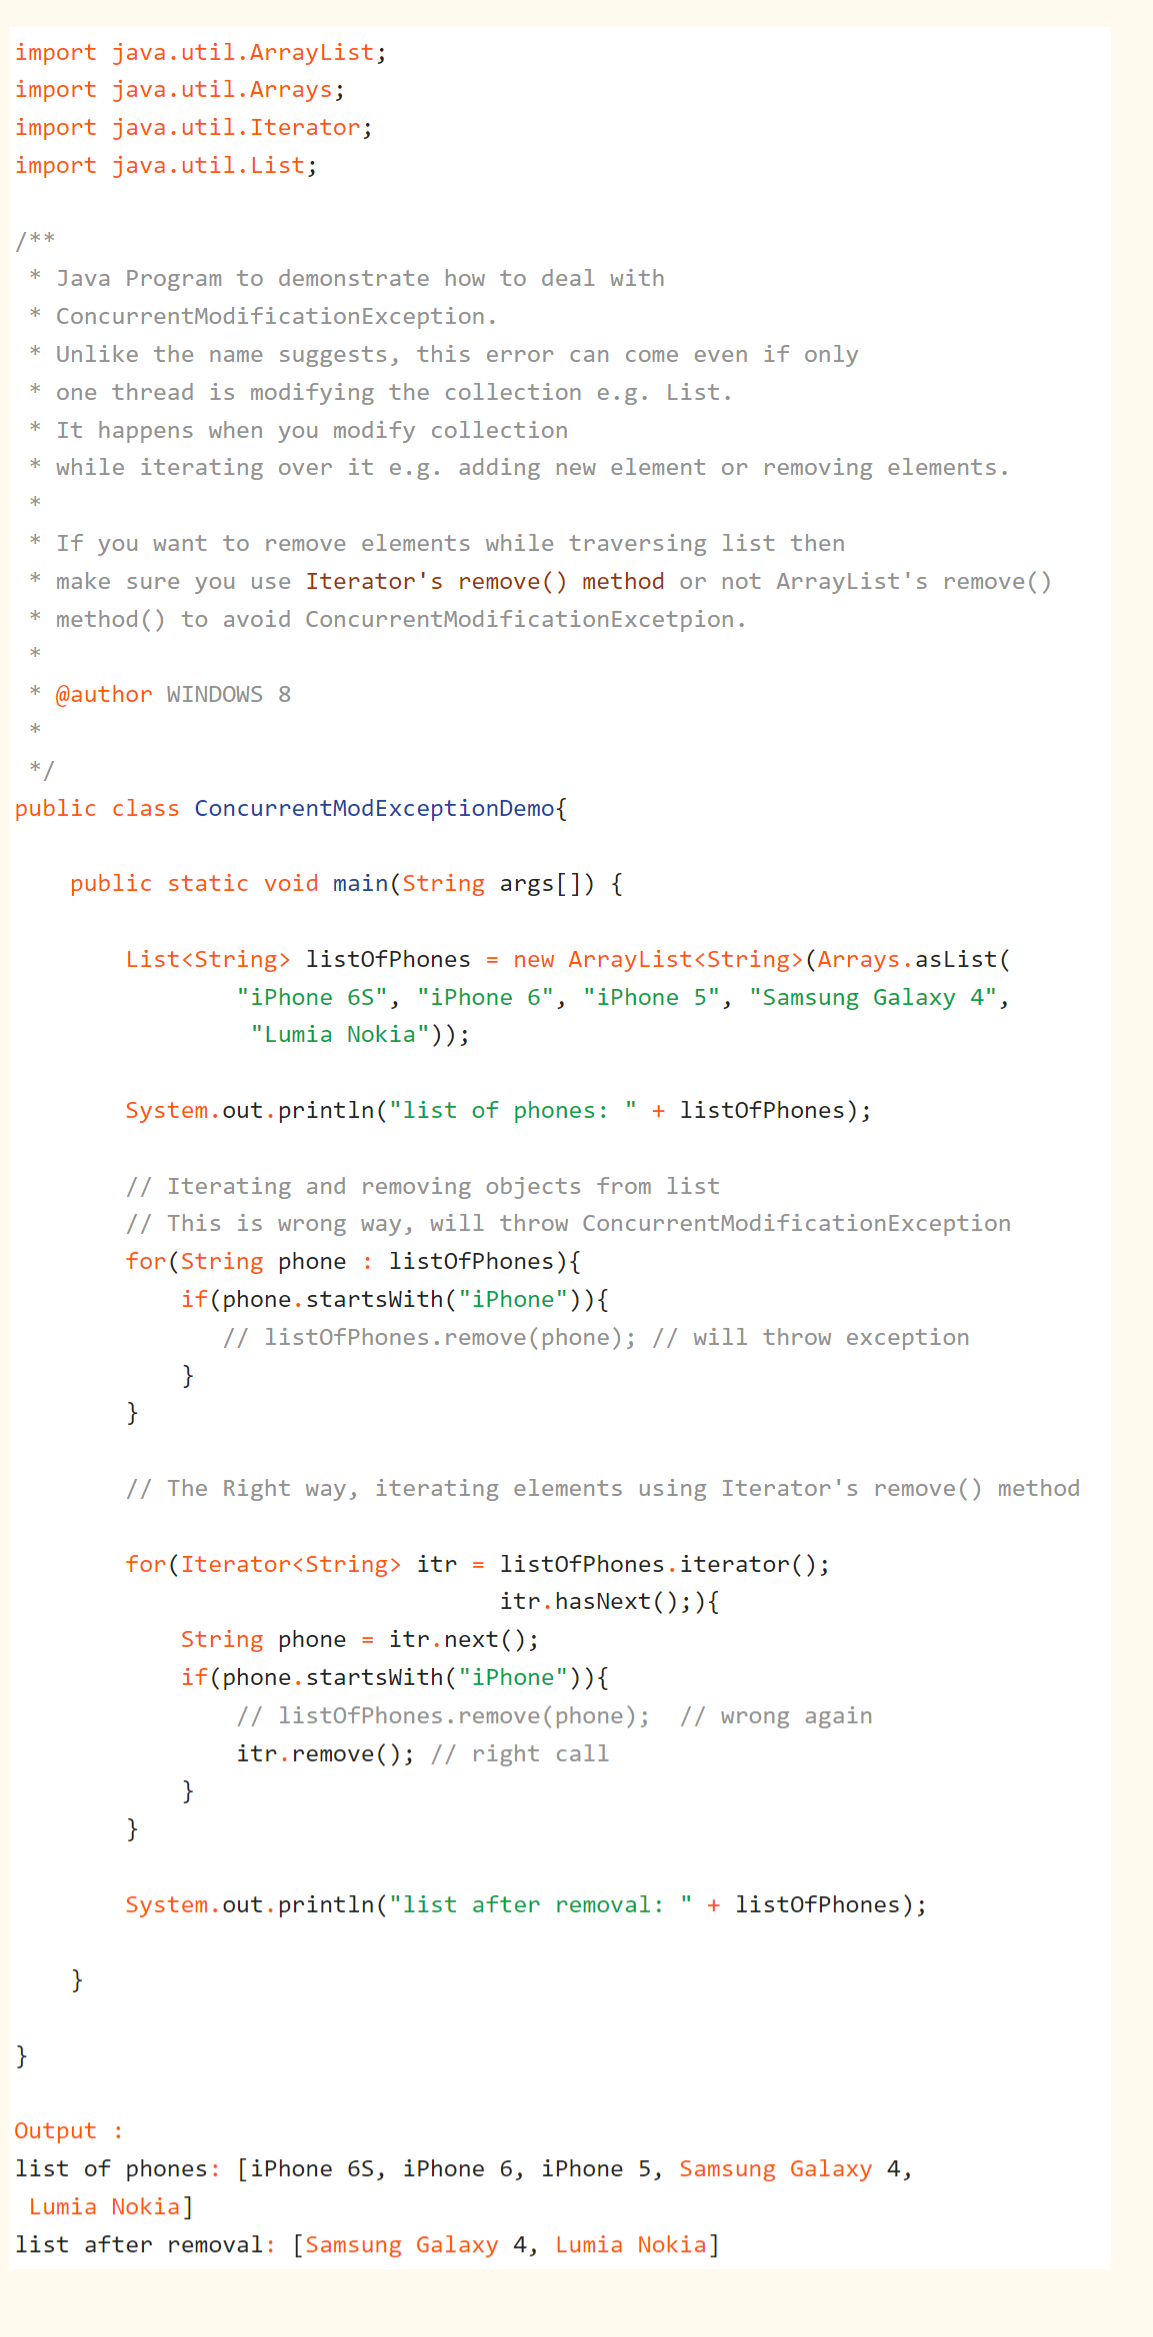 import java.util.ArrayList;
import java.util.Arrays;
import java.util.Iterator;
import java.util.List;

/**
 * Java Program to demonstrate how to deal with
 * ConcurrentModificationException.
 * Unlike the name suggests, this error can come even if only
 * one thread is modifying the collection e.g. List.
 * It happens when you modify collection
 * while iterating over it e.g. adding new element or removing elements.
 *
 * If you want to remove elements while traversing list then
 * make sure you use Iterator's remove() method or not ArrayList's remove()
 * method() to avoid ConcurrentModificationExcetpion.
 *
 * @author WINDOWS 8
 *
 */
public class ConcurrentModExceptionDemo{

    public static void main(String args[]) {

        List<String> listOfPhones = new ArrayList<String>(Arrays.asList(
                "iPhone 6S", "iPhone 6", "iPhone 5", "Samsung Galaxy 4",
                 "Lumia Nokia"));

        System.out.println("list of phones: " + listOfPhones);

        // Iterating and removing objects from list
        // This is wrong way, will throw ConcurrentModificationException
        for(String phone : listOfPhones){
            if(phone.startsWith("iPhone")){
               // listOfPhones.remove(phone); // will throw exception
            }
        }

        // The Right way, iterating elements using Iterator's remove() method

        for(Iterator<String> itr = listOfPhones.iterator();
                                   itr.hasNext();){
            String phone = itr.next();
            if(phone.startsWith("iPhone")){
                // listOfPhones.remove(phone);  // wrong again
                itr.remove(); // right call
            }
        }

        System.out.println("list after removal: " + listOfPhones);

    }

}

Output :
list of phones: [iPhone 6S, iPhone 6, iPhone 5, Samsung Galaxy 4,
 Lumia Nokia]
list after removal: [Samsung Galaxy 4, Lumia Nokia]